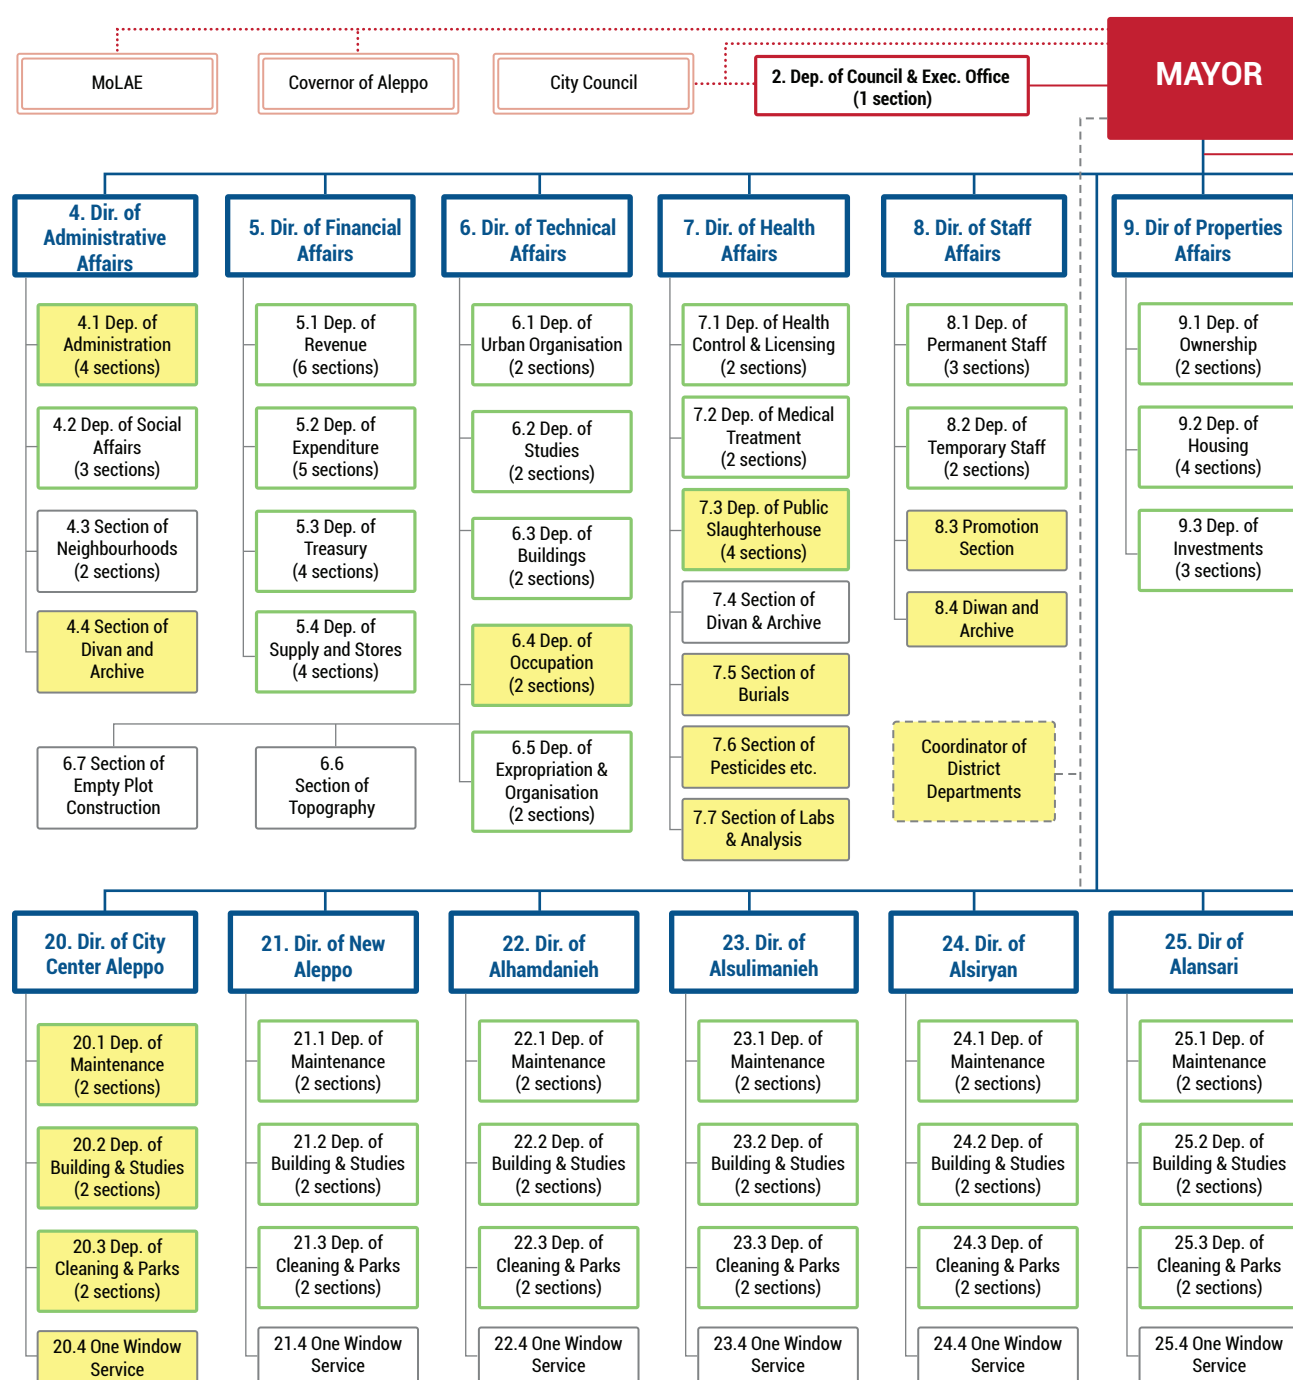 MoLAE
Covernor of Aleppo
City Council
2. Dep. of Council & Exec. Office
(1 section)
MAYOR
4. Dir. of
Administrative
Affairs
5. Dir. of Financial
Affairs
6. Dir. of Technical
Affairs
7. Dir. of Health
Affairs
8. Dir. of Staff
Affairs
9. Dir of Properties
Affairs
4.1 Dep. of
Administration
(4 sections)
4.2 Dep. of Social
Affairs
(3 sections)
4.3 Section of
Neighbourhoods
(2 sections)
4.4 Section of
Divan and
Archive
5.1 Dep. of
Revenue
(6 sections)
5.2 Dep. of
Expenditure
(5 sections)
5.3 Dep. of
Treasury
(4 sections)
5.4 Dep. of
Supply and Stores
(4 sections)
6.1 Dep. of
Urban Organisation
(2 sections)
6.2 Dep. of
Studies
(2 sections)
6.3 Dep. of
Buildings
(2 sections)
6.4 Dep. of
Occupation
(2 sections)
6.5 Dep. of
Expropriation &
Organisation
(2 sections)
6.7 Section of
Empty Plot
Construction
6.6
Section of
Topography
7.1 Dep. of Health
Control & Licensing
(2 sections)
7.2 Dep. of Medical
Treatment
(2 sections)
7.3 Dep. of Public
Slaughterhouse
(4 sections)
7.4 Section of
Divan & Archive
7.5 Section of
Burials
7.6 Section of
Pesticides etc.
7.7 Section of Labs
& Analysis
8.1 Dep. of
Permanent Staff
(3 sections)
8.2 Dep. of
Temporary Staff
(2 sections)
8.3 Promotion
Section
8.4 Diwan and
Archive
Coordinator of
District
Departments
9.1 Dep. of
Ownership
(2 sections)
9.2 Dep. of
Housing
(4 sections)
9.3 Dep. of
Investments
(3 sections)
20. Dir. of City
Center Aleppo
21. Dir. of New
Aleppo
22. Dir. of
Alhamdanieh
23. Dir. of
Alsulimanieh
24. Dir. of
Alsiryan
25. Dir of
Alansari
20.1 Dep. of
Maintenance
(2 sections)
20.2 Dep. of
Building & Studies
(2 sections)
20.3 Dep. of
Cleaning & Parks
(2 sections)
20.4 One Window
Service
21.1 Dep. of
Maintenance
(2 sections)
21.2 Dep. of
Building & Studies
(2 sections)
21.3 Dep. of
Cleaning & Parks
(2 sections)
21.4 One Window
Service
22.1 Dep. of
Maintenance
(2 sections)
22.2 Dep. of
Building & Studies
(2 sections)
22.3 Dep. of
Cleaning & Parks
(2 sections)
22.4 One Window
Service
23.1 Dep. of
Maintenance
(2 sections)
23.2 Dep. of
Building & Studies
(2 sections)
23.3 Dep. of
Cleaning & Parks
(2 sections)
23.4 One Window
Service
24.1 Dep. of
Maintenance
(2 sections)
24.2 Dep. of
Building & Studies
(2 sections)
24.3 Dep. of
Cleaning & Parks
(2 sections)
24.4 One Window
Service
25.1 Dep. of
Maintenance
(2 sections)
25.2 Dep. of
Building & Studies
(2 sections)
25.3 Dep. of
Cleaning & Parks
(2 sections)
25.4 One Window
Service